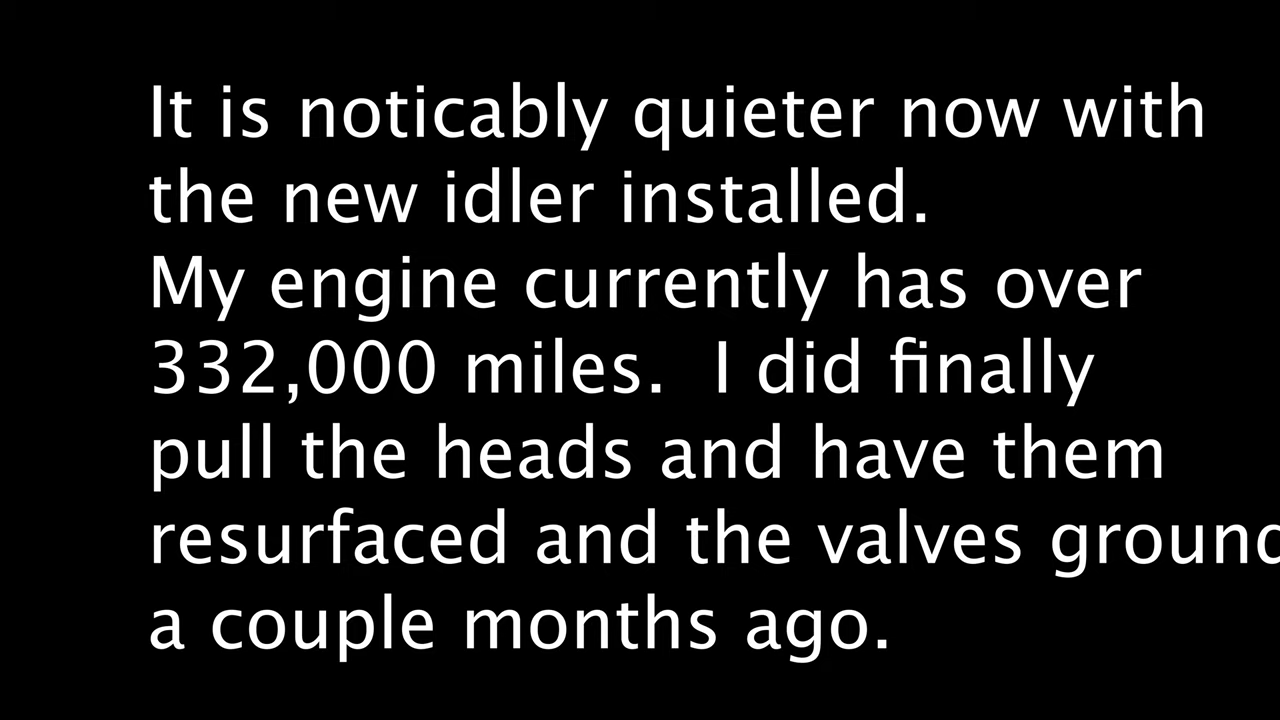 It is noticably quieter now with
the new idler installed.
My engine currently has over
332,000 miles.  I did finally
pull the heads and have them
resurfaced and the valves ground
a couple months ago.